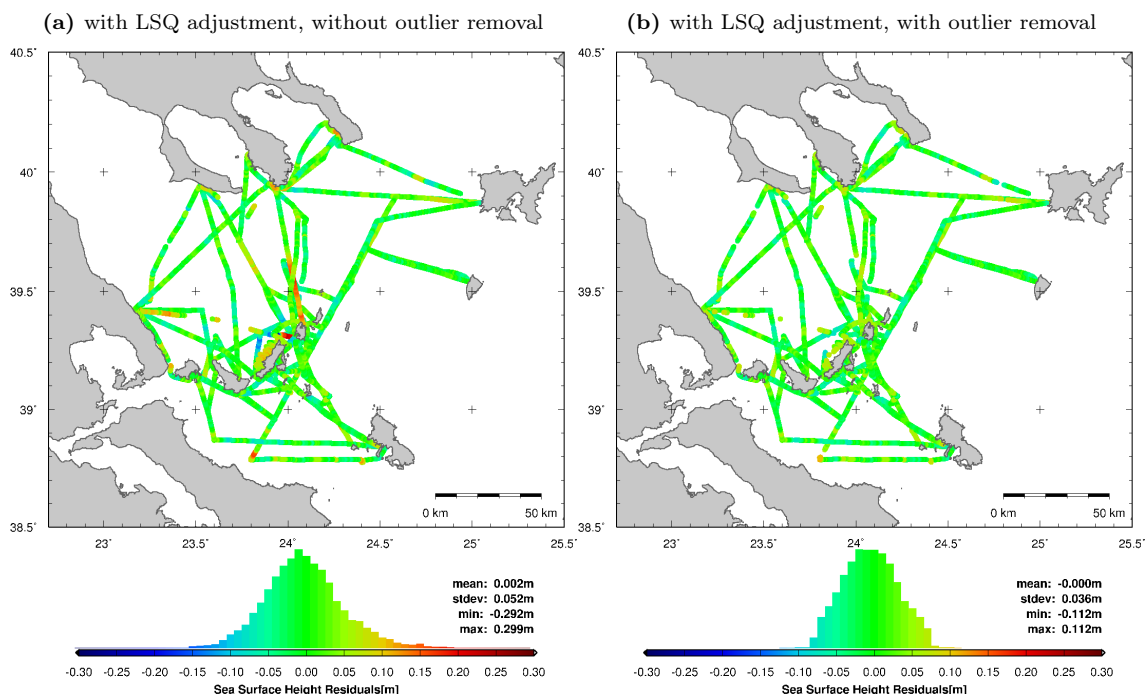 (a) with LSQ adjustment, without outlier removal
(b) with LSQ adjustment, with outlier removal
40.5˚
40˚
39.5˚
39˚
38.5˚
0 km 50 km
23˚ 23.5˚ 24˚ 24.5˚ 25˚ 25.5˚
mean: 0.002m
stdev: 0.052m
min: -0.292m
max: 0.299m
-0.30 -0.25 -0.20 -0.15 -0.10 -0.05 0.00 0.05 0.10 0.15 0.20 0.25 0.30
Sea Surface Height Residuals[m]
40.5˚
40˚
39.5˚
39˚
38.5˚
0 km 50 km
23˚ 23.5˚ 24˚ 24.5˚ 25˚ 25.5˚
mean: -0.000m
stdev: 0.036m
min: -0.112m
max: 0.112m
-0.30 -0.25 -0.20 -0.15 -0.10 -0.05 0.00 0.05 0.10 0.15 0.20 0.25 0.30
Sea Surface Height Residuals[m]